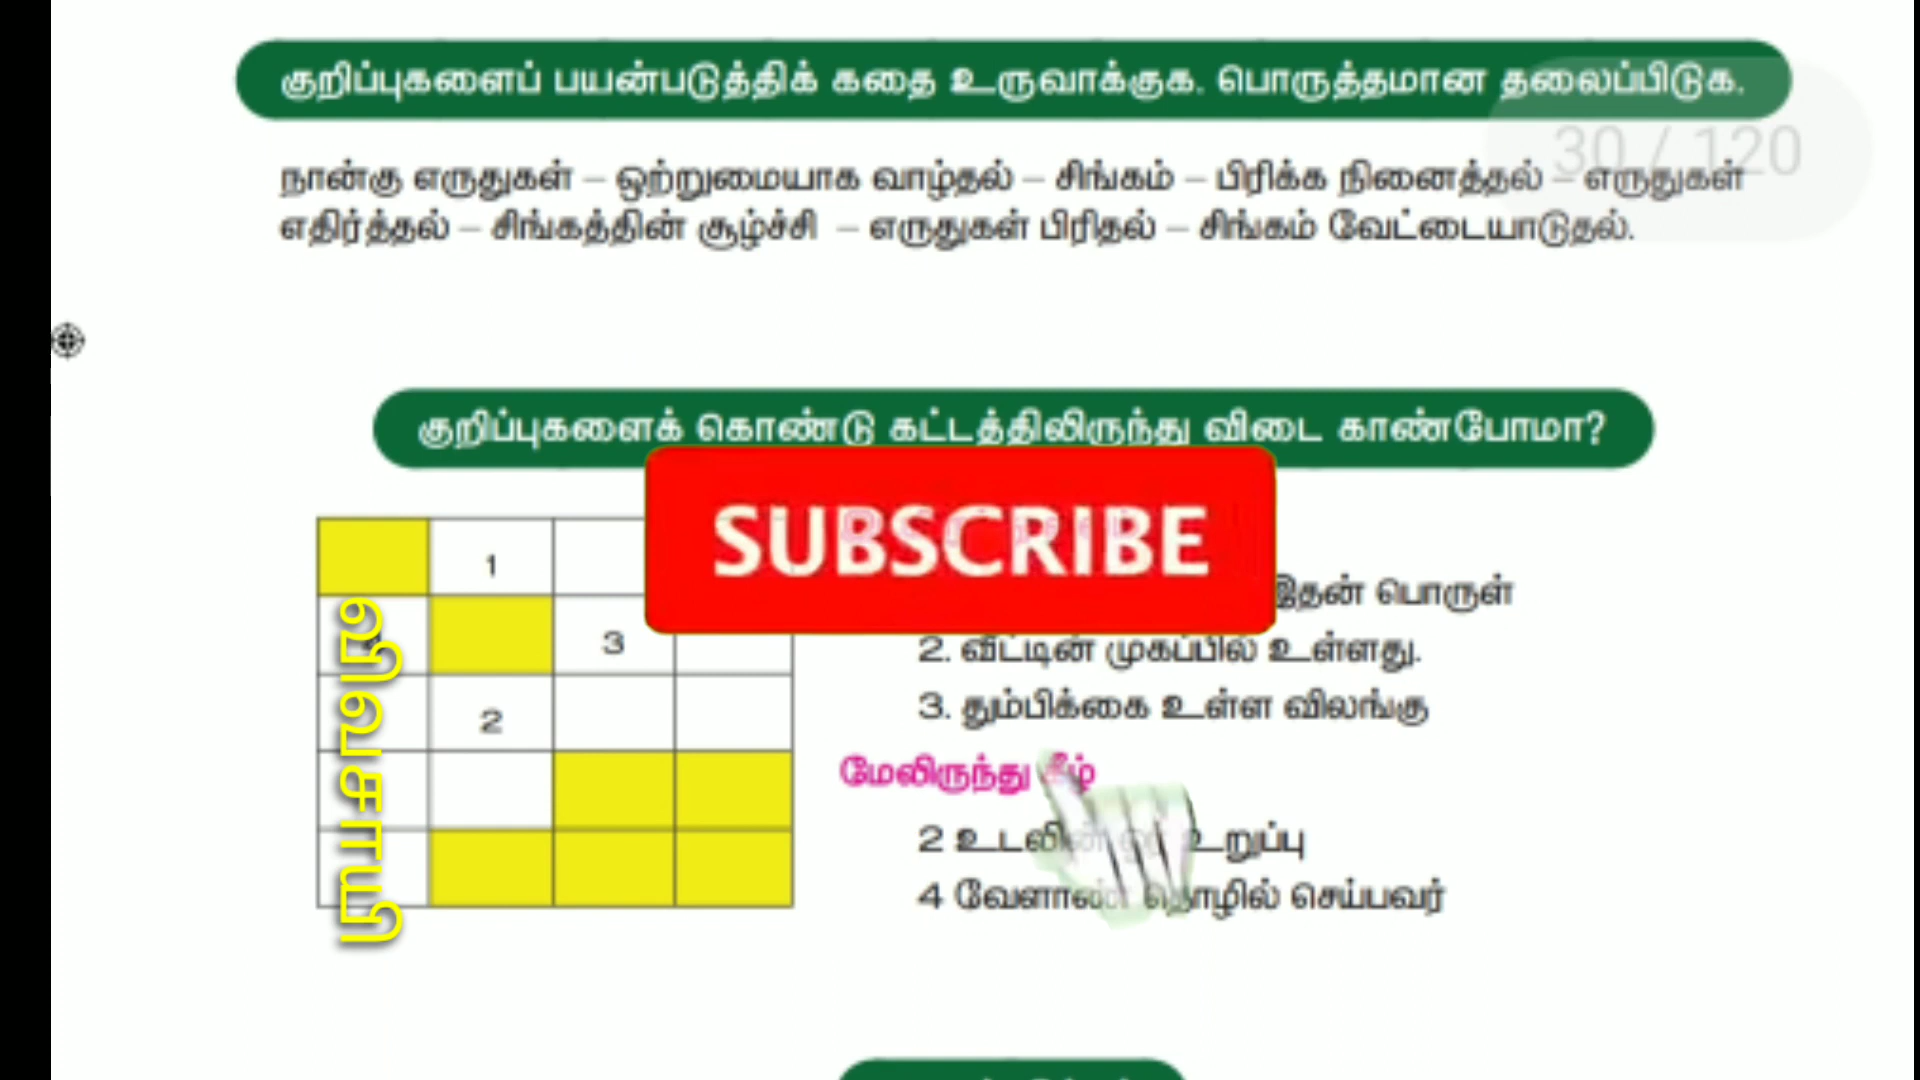 குறிப்புகளைப் பயன்படுத்திக் கதை உருவாக்குக. பொருத்தமான தலைப்பிடுக.
30 / 120
நான்கு எருதுகள் – ஒற்றுமையாக வாழ்தல் – சிங்கம் – பிரிக்க நினைத்தல் – எருதுகள்
எதிர்த்தல் – சிங்கத்தின் சூழ்ச்சி – எருதுகள் பிரிதல் – சிங்கம் வேட்டையாடுதல்.
குறிப்புகளைக் கொண்டு கட்டத்திலிருந்து விடை காண்போமா?
SUBSCRIBE
1
3
2
விவசாயி
இதன் பொருள்
2. வீட்டின் முகப்பில் உள்ளது.
3. தும்பிக்கை உள்ள விலங்கு
மேலிருந்து கீழ்
2 உடலின் ஓர் உறுப்பு
4 வேளாண் தொழில் செய்பவர்